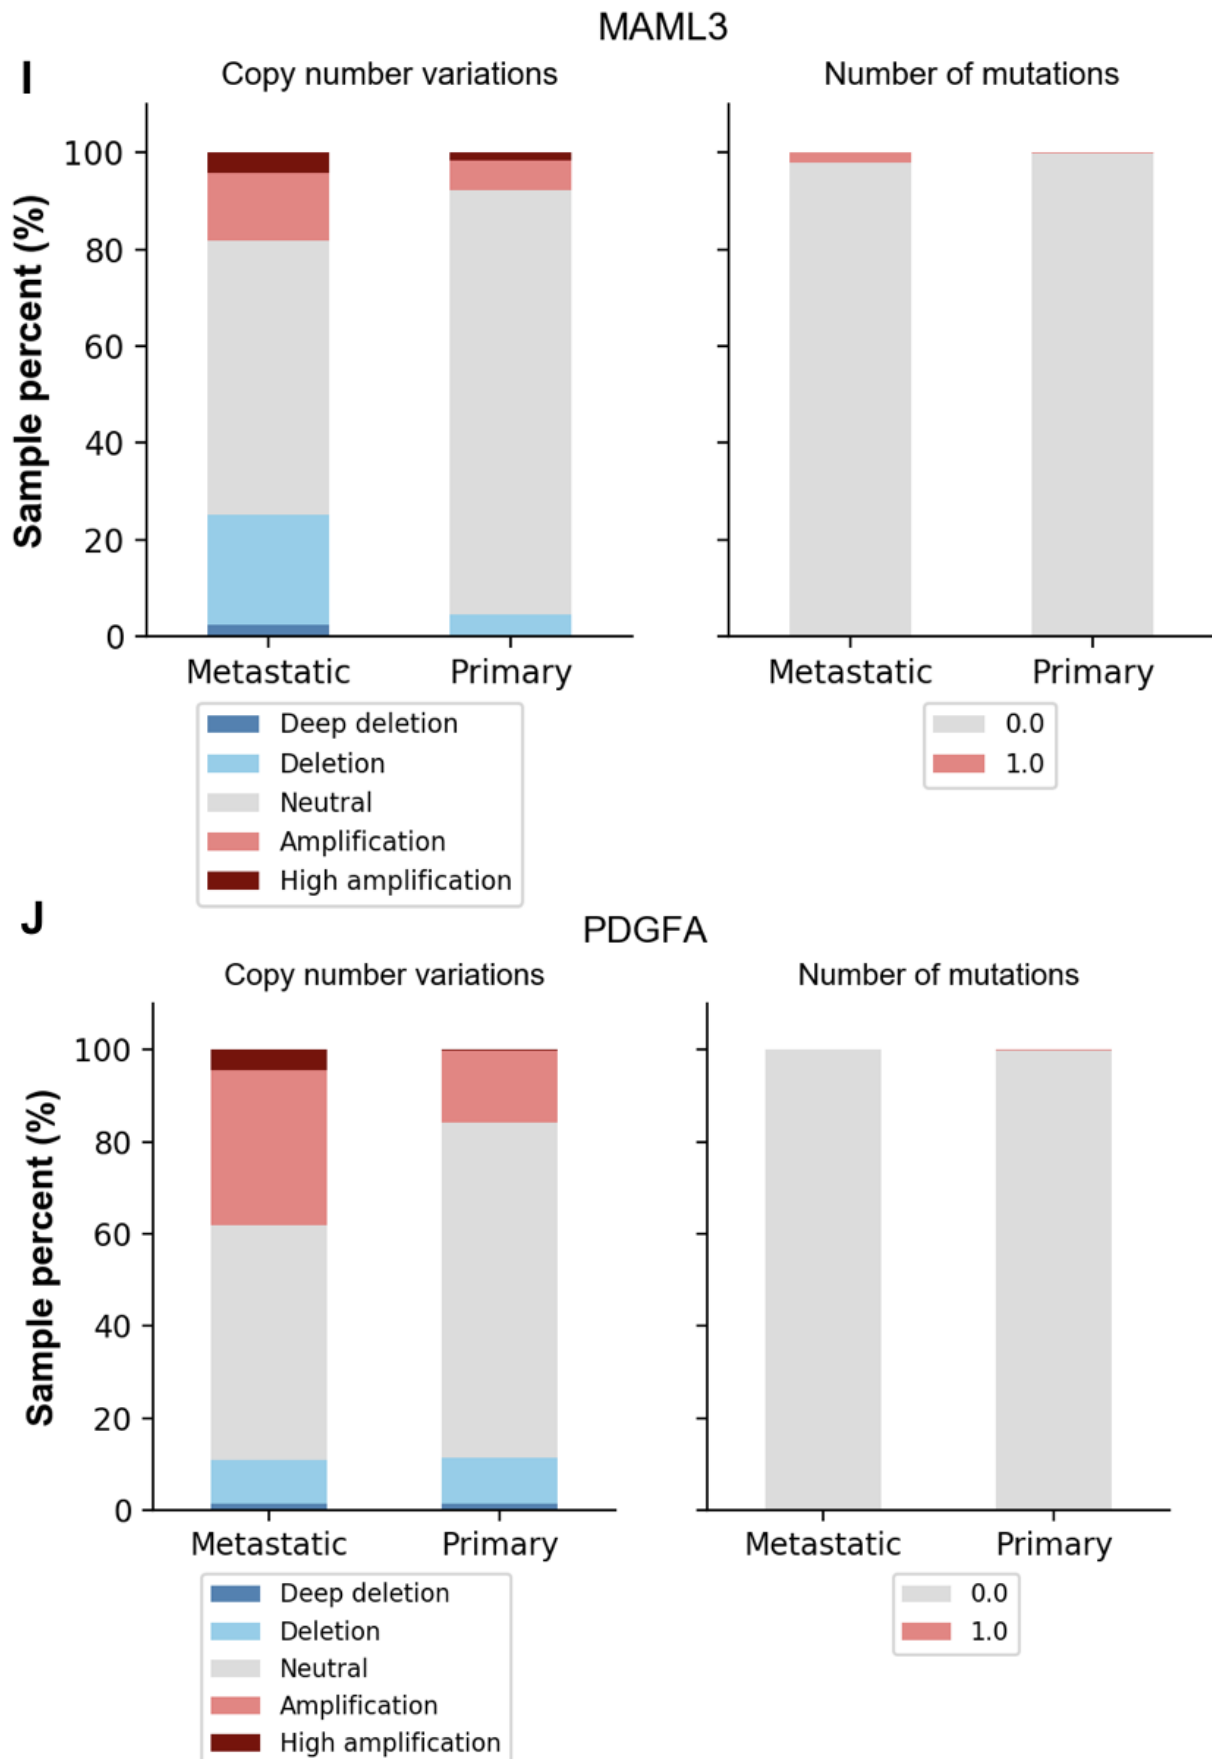 MAML3
I
Copy number variations
Number of mutations
Sample percent (%)
100
80
60
40
20
0
Metastatic
Primary
Metastatic
Primary
Deep deletion
Deletion
Neutral
Amplification
High amplification
0.0
1.0
J
PDGFA
Copy number variations
Number of mutations
Sample percent (%)
100
80
60
40
20
0
Metastatic
Primary
Metastatic
Primary
Deep deletion
Deletion
Neutral
Amplification
High amplification
0.0
1.0